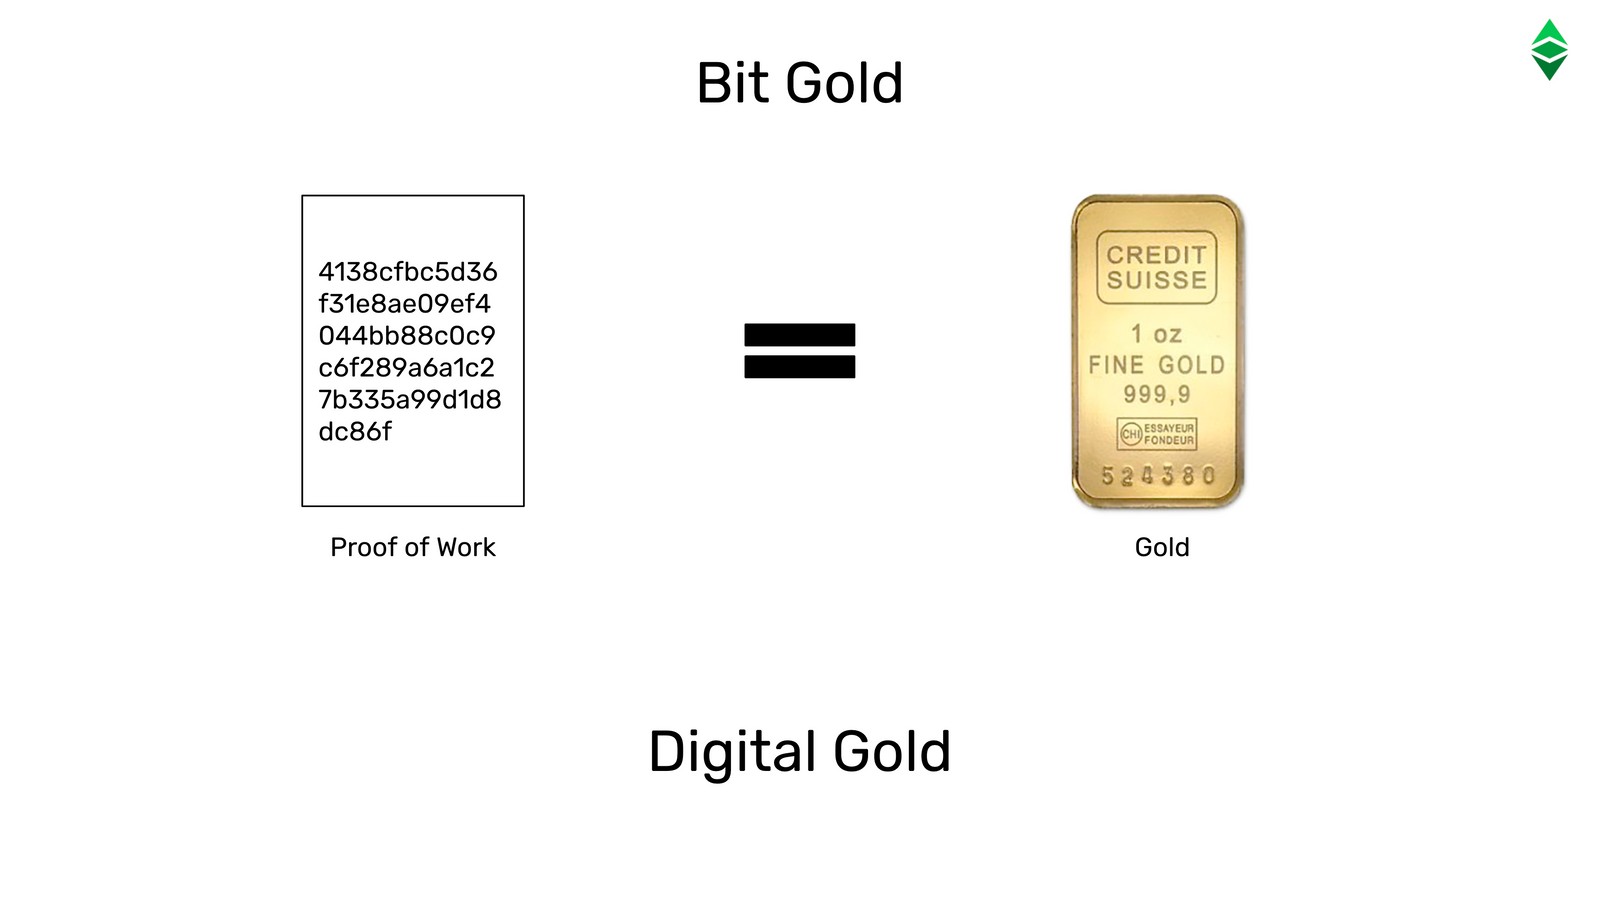 Bit Gold
4138cfbc5d36
f31e8ae09ef4
044bb88c0c9
c6f289a6a1c2
7b335a99d1d8
dc86f
Proof of Work
CREDIT
SUISSE
1 oz
FINE GOLD
999,9
CHI
ESSAYEUR
FONDEUR
524380
Gold
Digital Gold